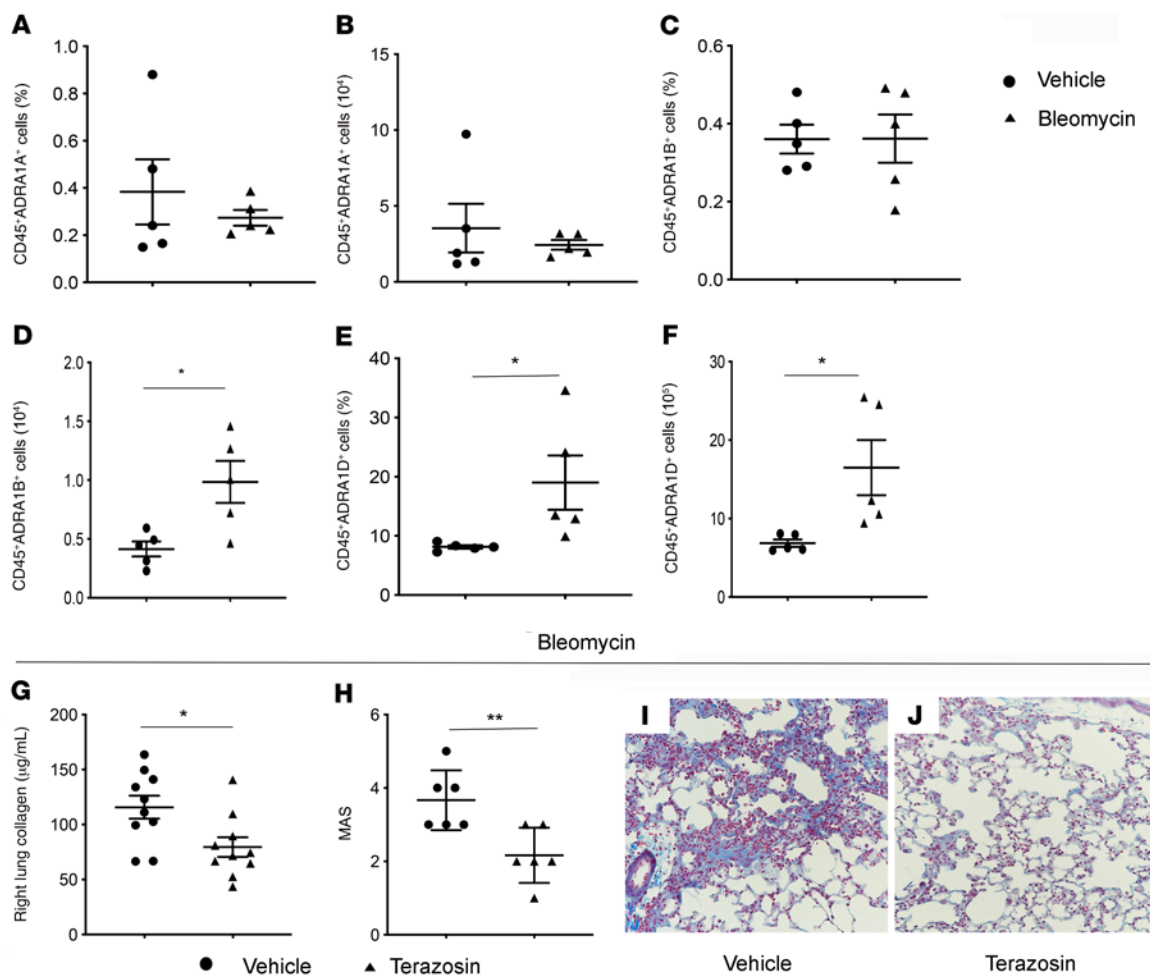 A
B
C
CD45⁺ADRA1A⁺ cells (%)
1.0
0.8
0.6
0.4
0.2
0.0
CD45⁺ADRA1A⁺ cells (10⁴)
15
10
5
0
CD45⁺ADRA1B⁺ cells (%)
0.6
0.4
0.2
0.0
Vehicle
Bleomycin
D
E
F
CD45⁺ADRA1B⁺ cells (10⁴)
2.0
1.5
1.0
0.5
0.0
*
CD45⁺ADRA1D⁺ cells (%)
40
30
20
10
0
*
CD45⁺ADRA1D⁺ cells (10⁵)
30
20
10
0
*
Bleomycin
G
H
I
J
Right lung collagen (µg/mL)
200
150
100
50
0
*
MAS
6
4
2
0
**
Vehicle
Terazosin
Vehicle
Terazosin